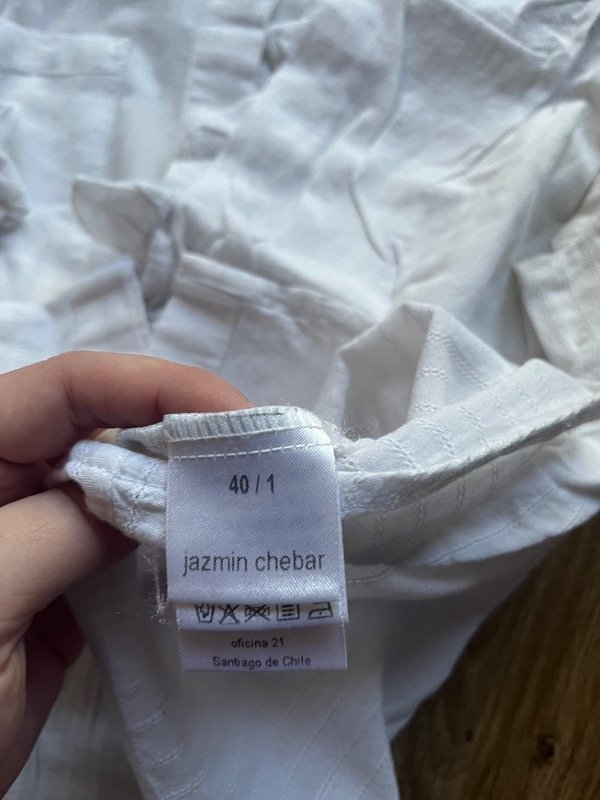 40 / 1
jazmin chebar
oficina 21
Santiago de Chile